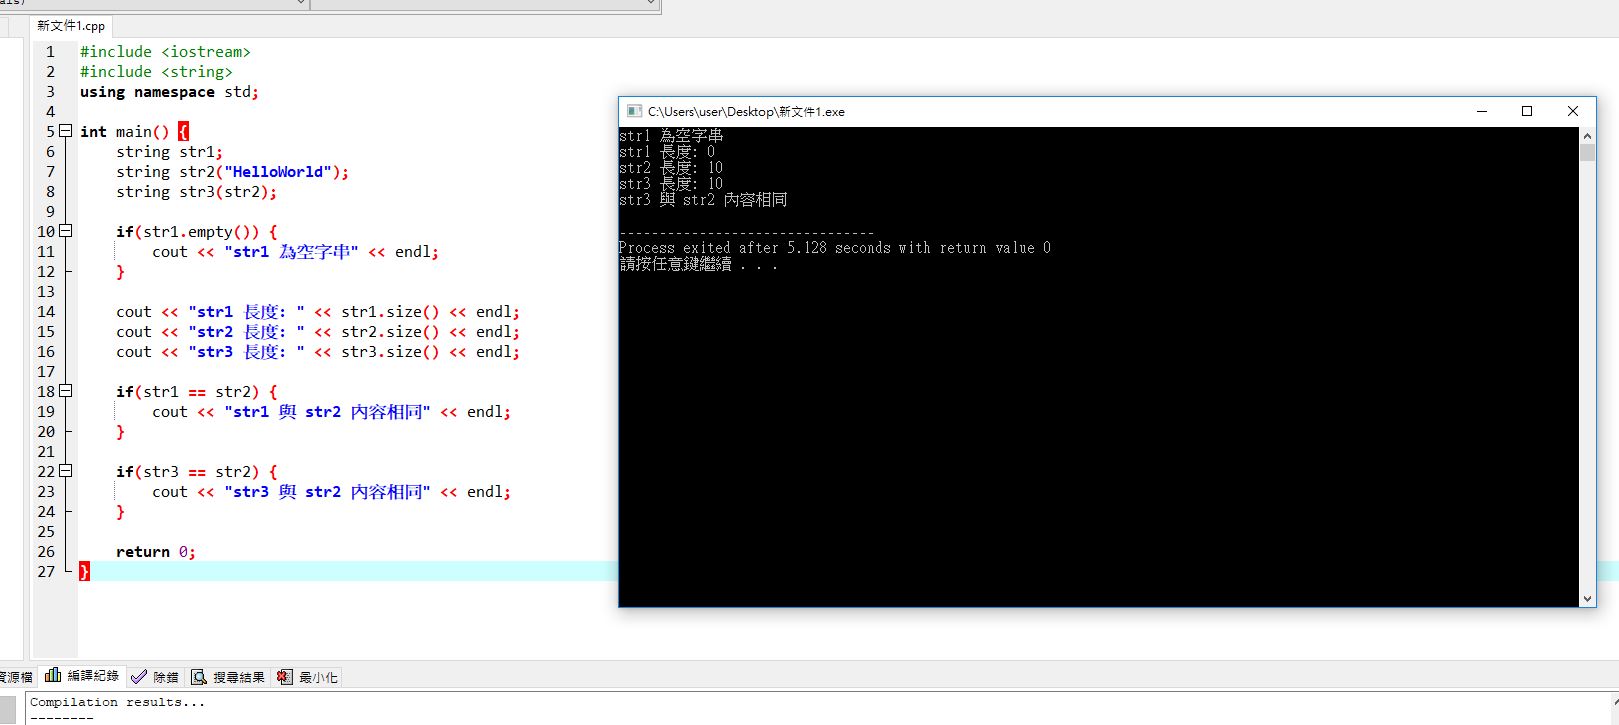 新文件1.cpp
1 #include <iostream>
2 #include <string>
3 using namespace std;
4
5 int main() {
6     string str1;
7     string str2("HelloWorld");
8     string str3(str2);
9
10     if(str1.empty()) {
11         cout << "str1 為空字串" << endl;
12     }
13
14     cout << "str1 長度: " << str1.size() << endl;
15     cout << "str2 長度: " << str2.size() << endl;
16     cout << "str3 長度: " << str3.size() << endl;
17
18     if(str1 == str2) {
19         cout << "str1 與 str2 內容相同" << endl;
20     }
21
22     if(str3 == str2) {
23         cout << "str3 與 str2 內容相同" << endl;
24     }
25
26     return 0;
27 }
C:\Users\user\Desktop\新文件1.exe
str1 為空字串
str1 長度: 0
str2 長度: 10
str3 長度: 10
str3 與 str2 內容相同
--------------------------------
Process exited after 5.128 seconds with return value 0
請按任意鍵繼續 . . .
資源檔 編譯紀錄 除錯 搜尋結果 最小化
Compilation results...
--------